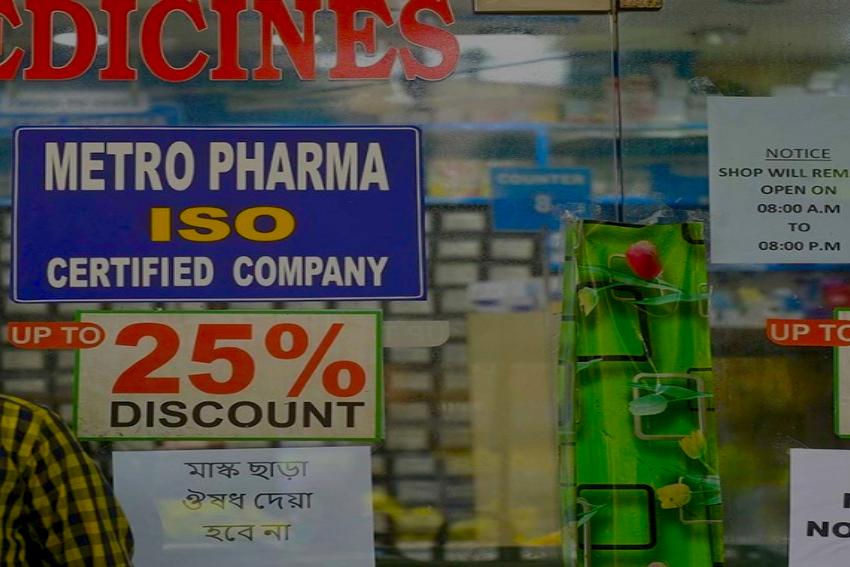 EDICINES
METRO PHARMA
ISO
CERTIFIED COMPANY
UP TO
25%
DISCOUNT
মাস্ক ছাড়া
ঔষধ দেয়া
হবে না
COUNTER
8
NOTICE
SHOP WILL REM
OPEN ON
08:00 A.M
TO
08:00 P.M
UP TO
NO